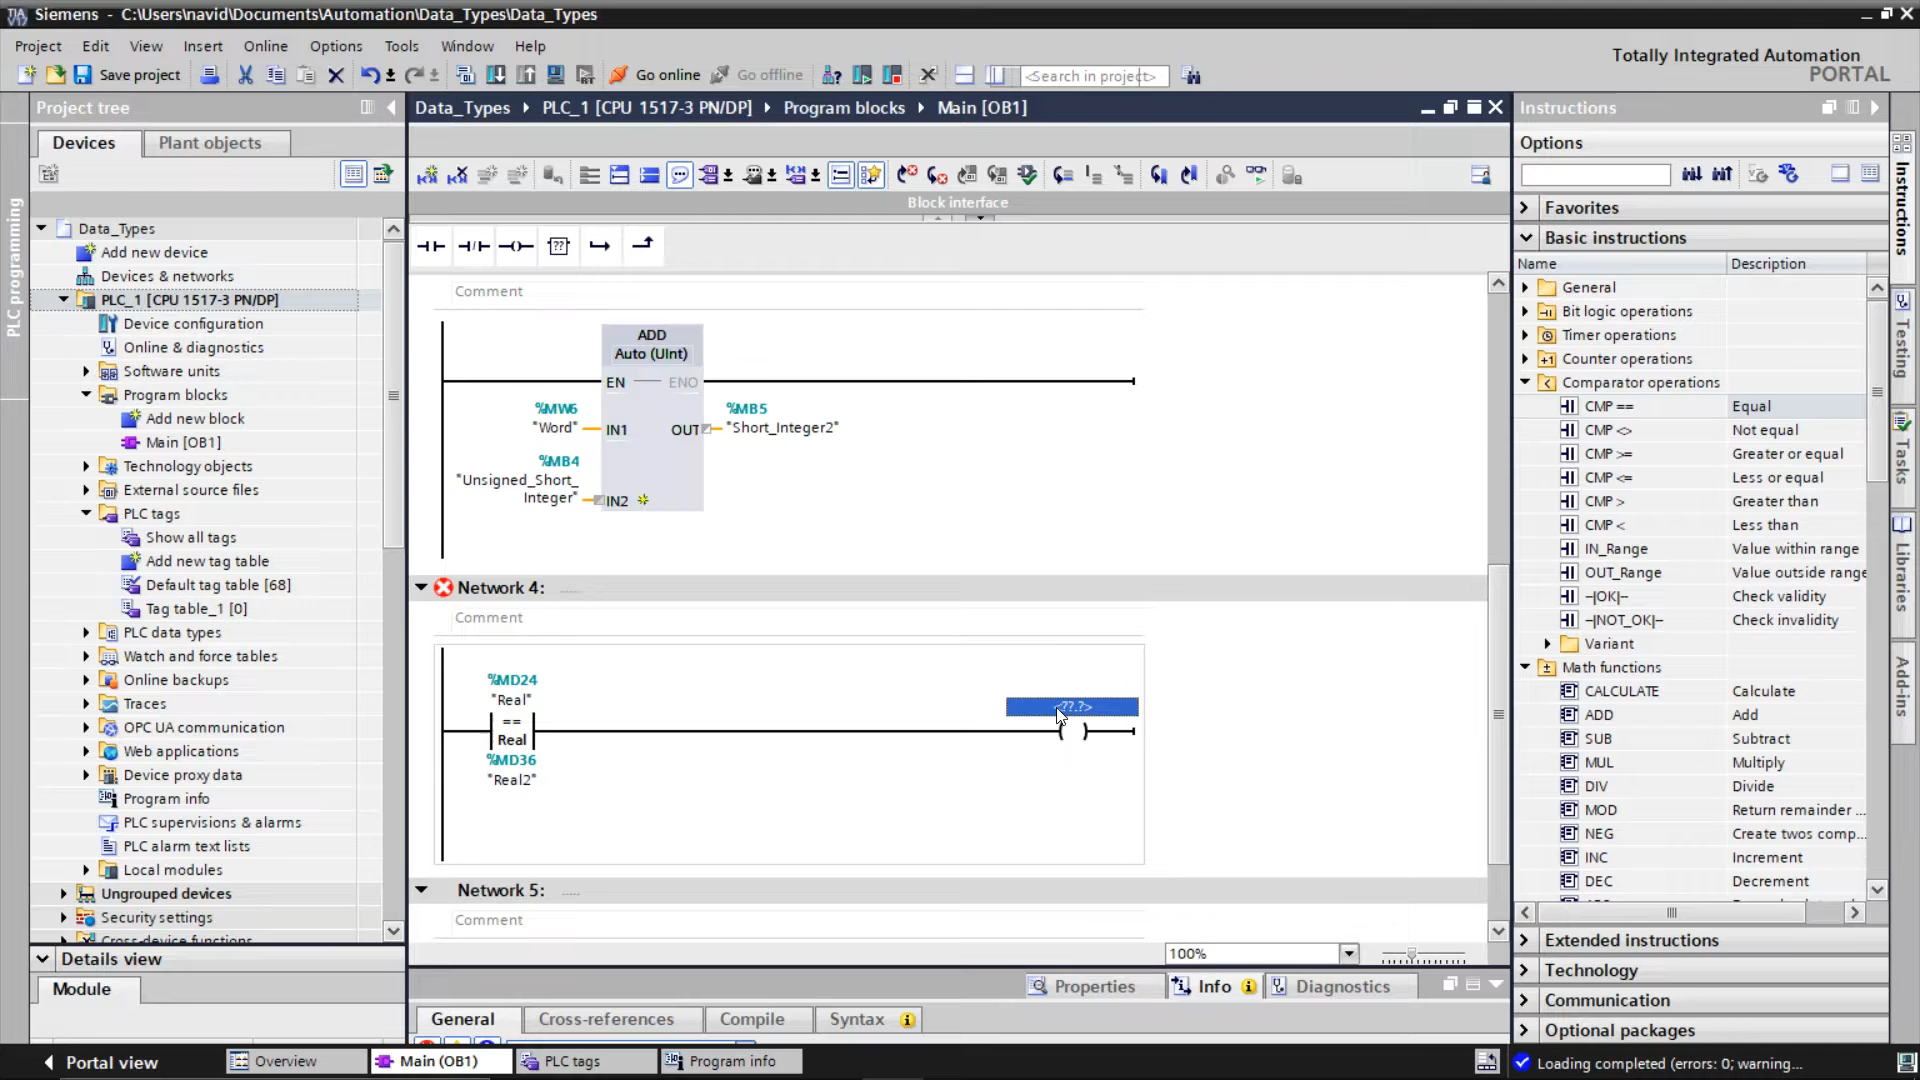 Siemens - C:\Users\navid\Documents\Automation\Data_Types\Data_Types
Project Edit View Insert Online Options Tools Window Help
Totally Integrated Automation
PORTAL
Save project
Go online
Go offline
<Search in project>
Project tree
Data_Types PLC_1 [CPU 1517-3 PN/DP] Program blocks Main [OB1]
Instructions
Devices
Plant objects
Options
Block interface
PLC programming
Data_Types
Add new device
Devices & networks
PLC_1 [CPU 1517-3 PN/DP]
Device configuration
Online & diagnostics
Software units
Program blocks
Add new block
Main [OB1]
Technology objects
External source files
PLC tags
Show all tags
Add new tag table
Default tag table [68]
Tag table_1 [0]
PLC data types
Watch and force tables
Online backups
Traces
OPC UA communication
Web applications
Device proxy data
Program info
PLC supervisions & alarms
PLC alarm text lists
Local modules
Ungrouped devices
Security settings
Cross-device functions
Details view
Module
??
Comment
ADD
Auto (UInt)
EN ENO
%MW6
"Word"
IN1
OUT
%MB5
"Short_Integer2"
%MB4
"Unsigned_Short_
Integer"
IN2
Network 4: .....
Comment
%MD24
"Real"
==
Real
%MD36
"Real2"
<??.?>
Network 5: .....
Comment
100%
Properties
Info
Diagnostics
General
Cross-references
Compile
Syntax
Favorites
Basic instructions
Name Description
General
Bit logic operations
Timer operations
Counter operations
Comparator operations
CMP == Equal
CMP <> Not equal
CMP >= Greater or equal
CMP <= Less or equal
CMP > Greater than
CMP < Less than
IN_Range Value within range
OUT_Range Value outside range
-|OK|- Check validity
-|NOT_OK|- Check invalidity
Variant
Math functions
CALCULATE Calculate
ADD Add
SUB Subtract
MUL Multiply
DIV Divide
MOD Return remainder ...
NEG Create twos comp...
INC Increment
DEC Decrement
Extended instructions
Technology
Communication
Optional packages
Instructions
Testing
Tasks
Libraries
Add-ins
Portal view
Overview
Main (OB1)
PLC tags
Program info
Loading completed (errors: 0; warning...